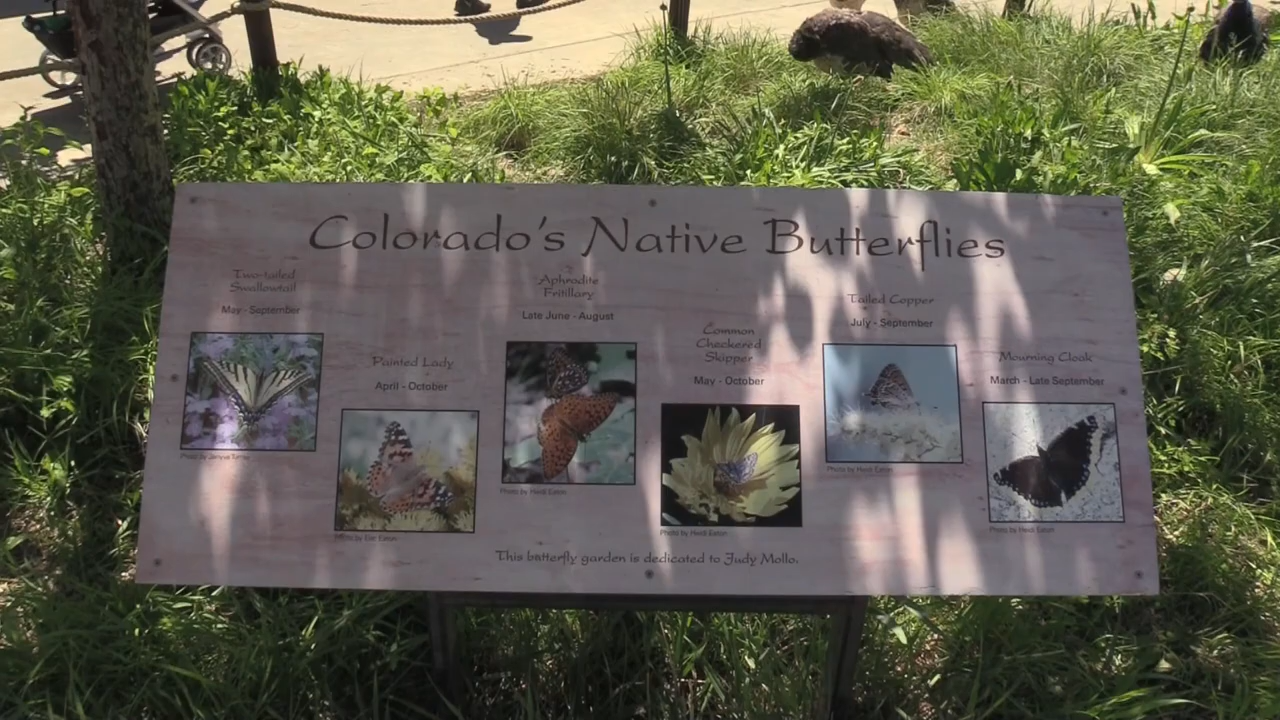 Colorado's Native Butterflies
Two-tailed
Swallowtail
May - September
Painted Lady
April - October
Aphrodite
Fritillary
Late June - August
Photo by Heidi Eaton
Common
Checkered
Skipper
May - October
Photo by Heidi Eaton
Tailed Copper
July - September
Photo by Heidi Eaton
Mourning Cloak
March - Late September
Photo by Heidi Eaton
Photo by
Photo by Eaton
This butterfly garden is dedicated to Judy Mollo.